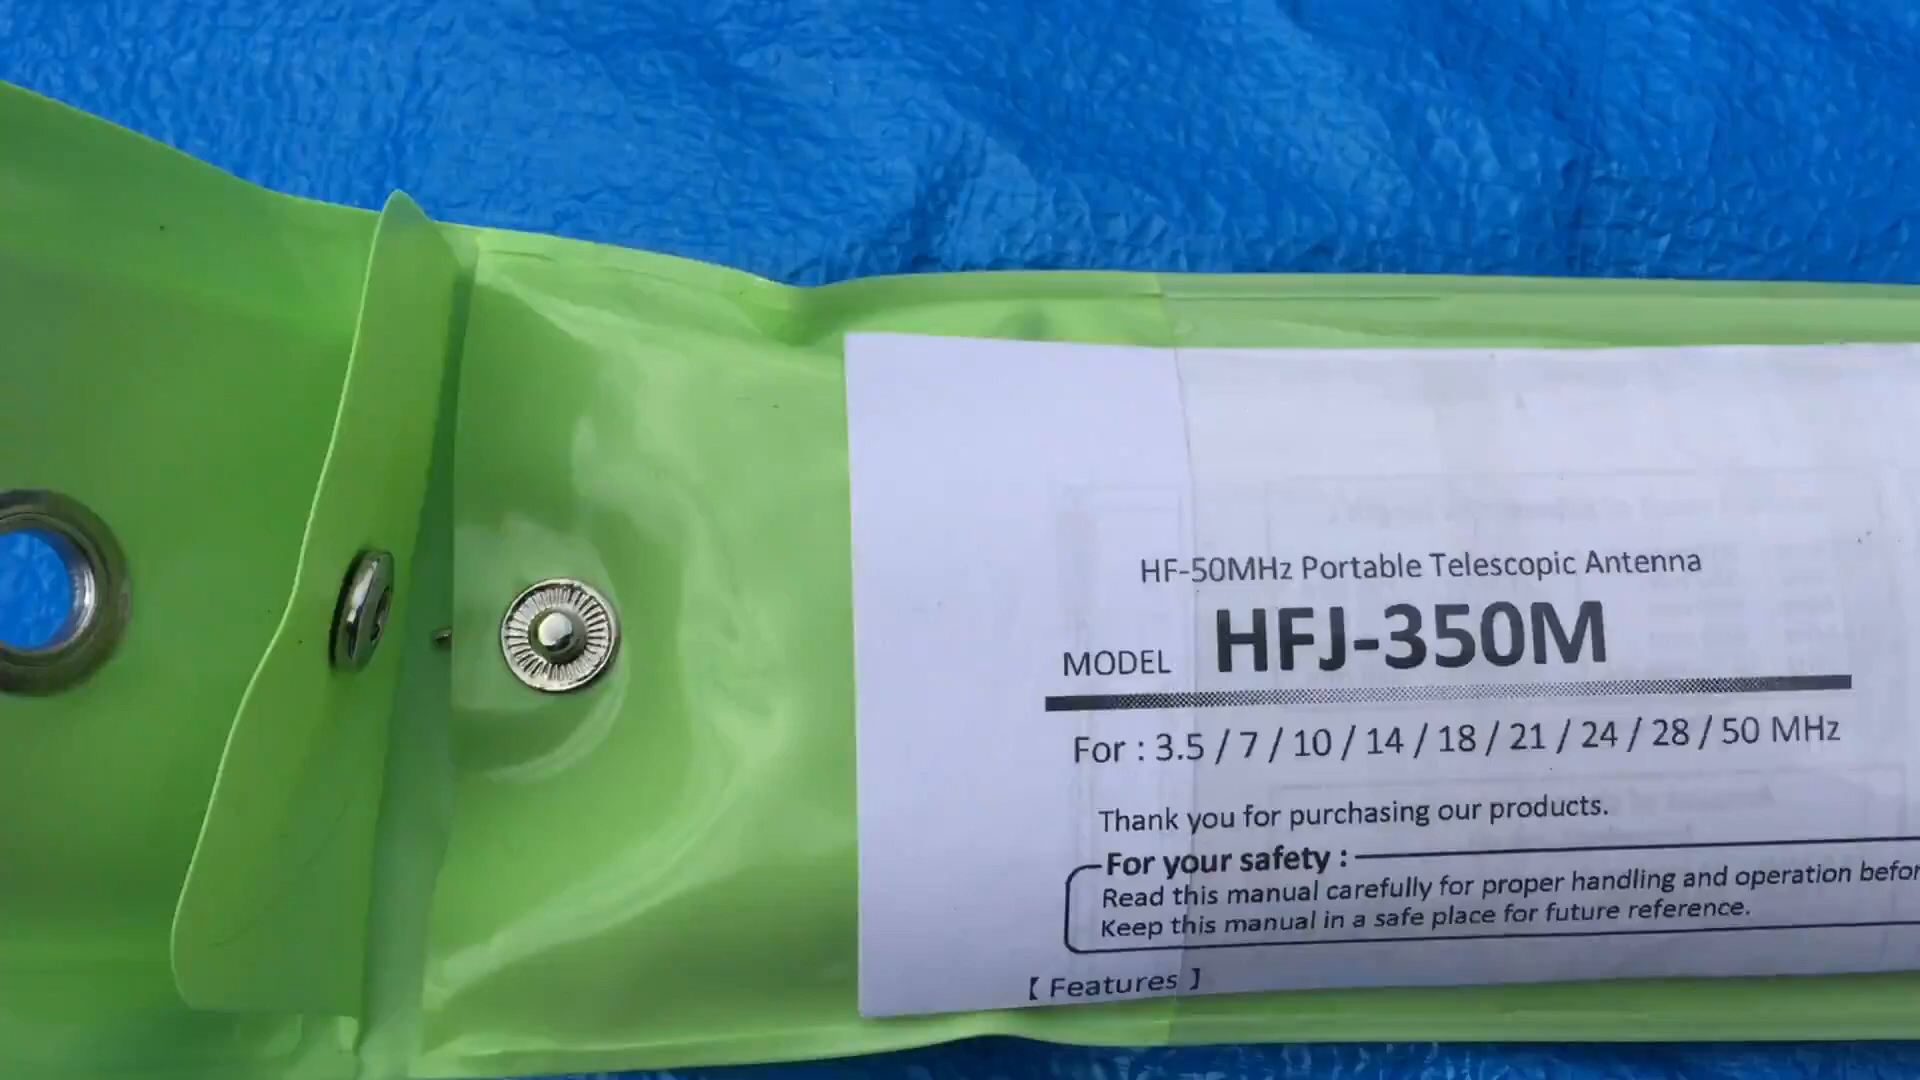 HF-50MHz Portable Telescopic Antenna
MODEL HFJ-350M
For : 3.5 / 7 / 10 / 14 / 18 / 21 / 24 / 28 / 50 MHz
Thank you for purchasing our products.
For your safety :
Read this manual carefully for proper handling and operation befor
Keep this manual in a safe place for future reference.
【 Features 】